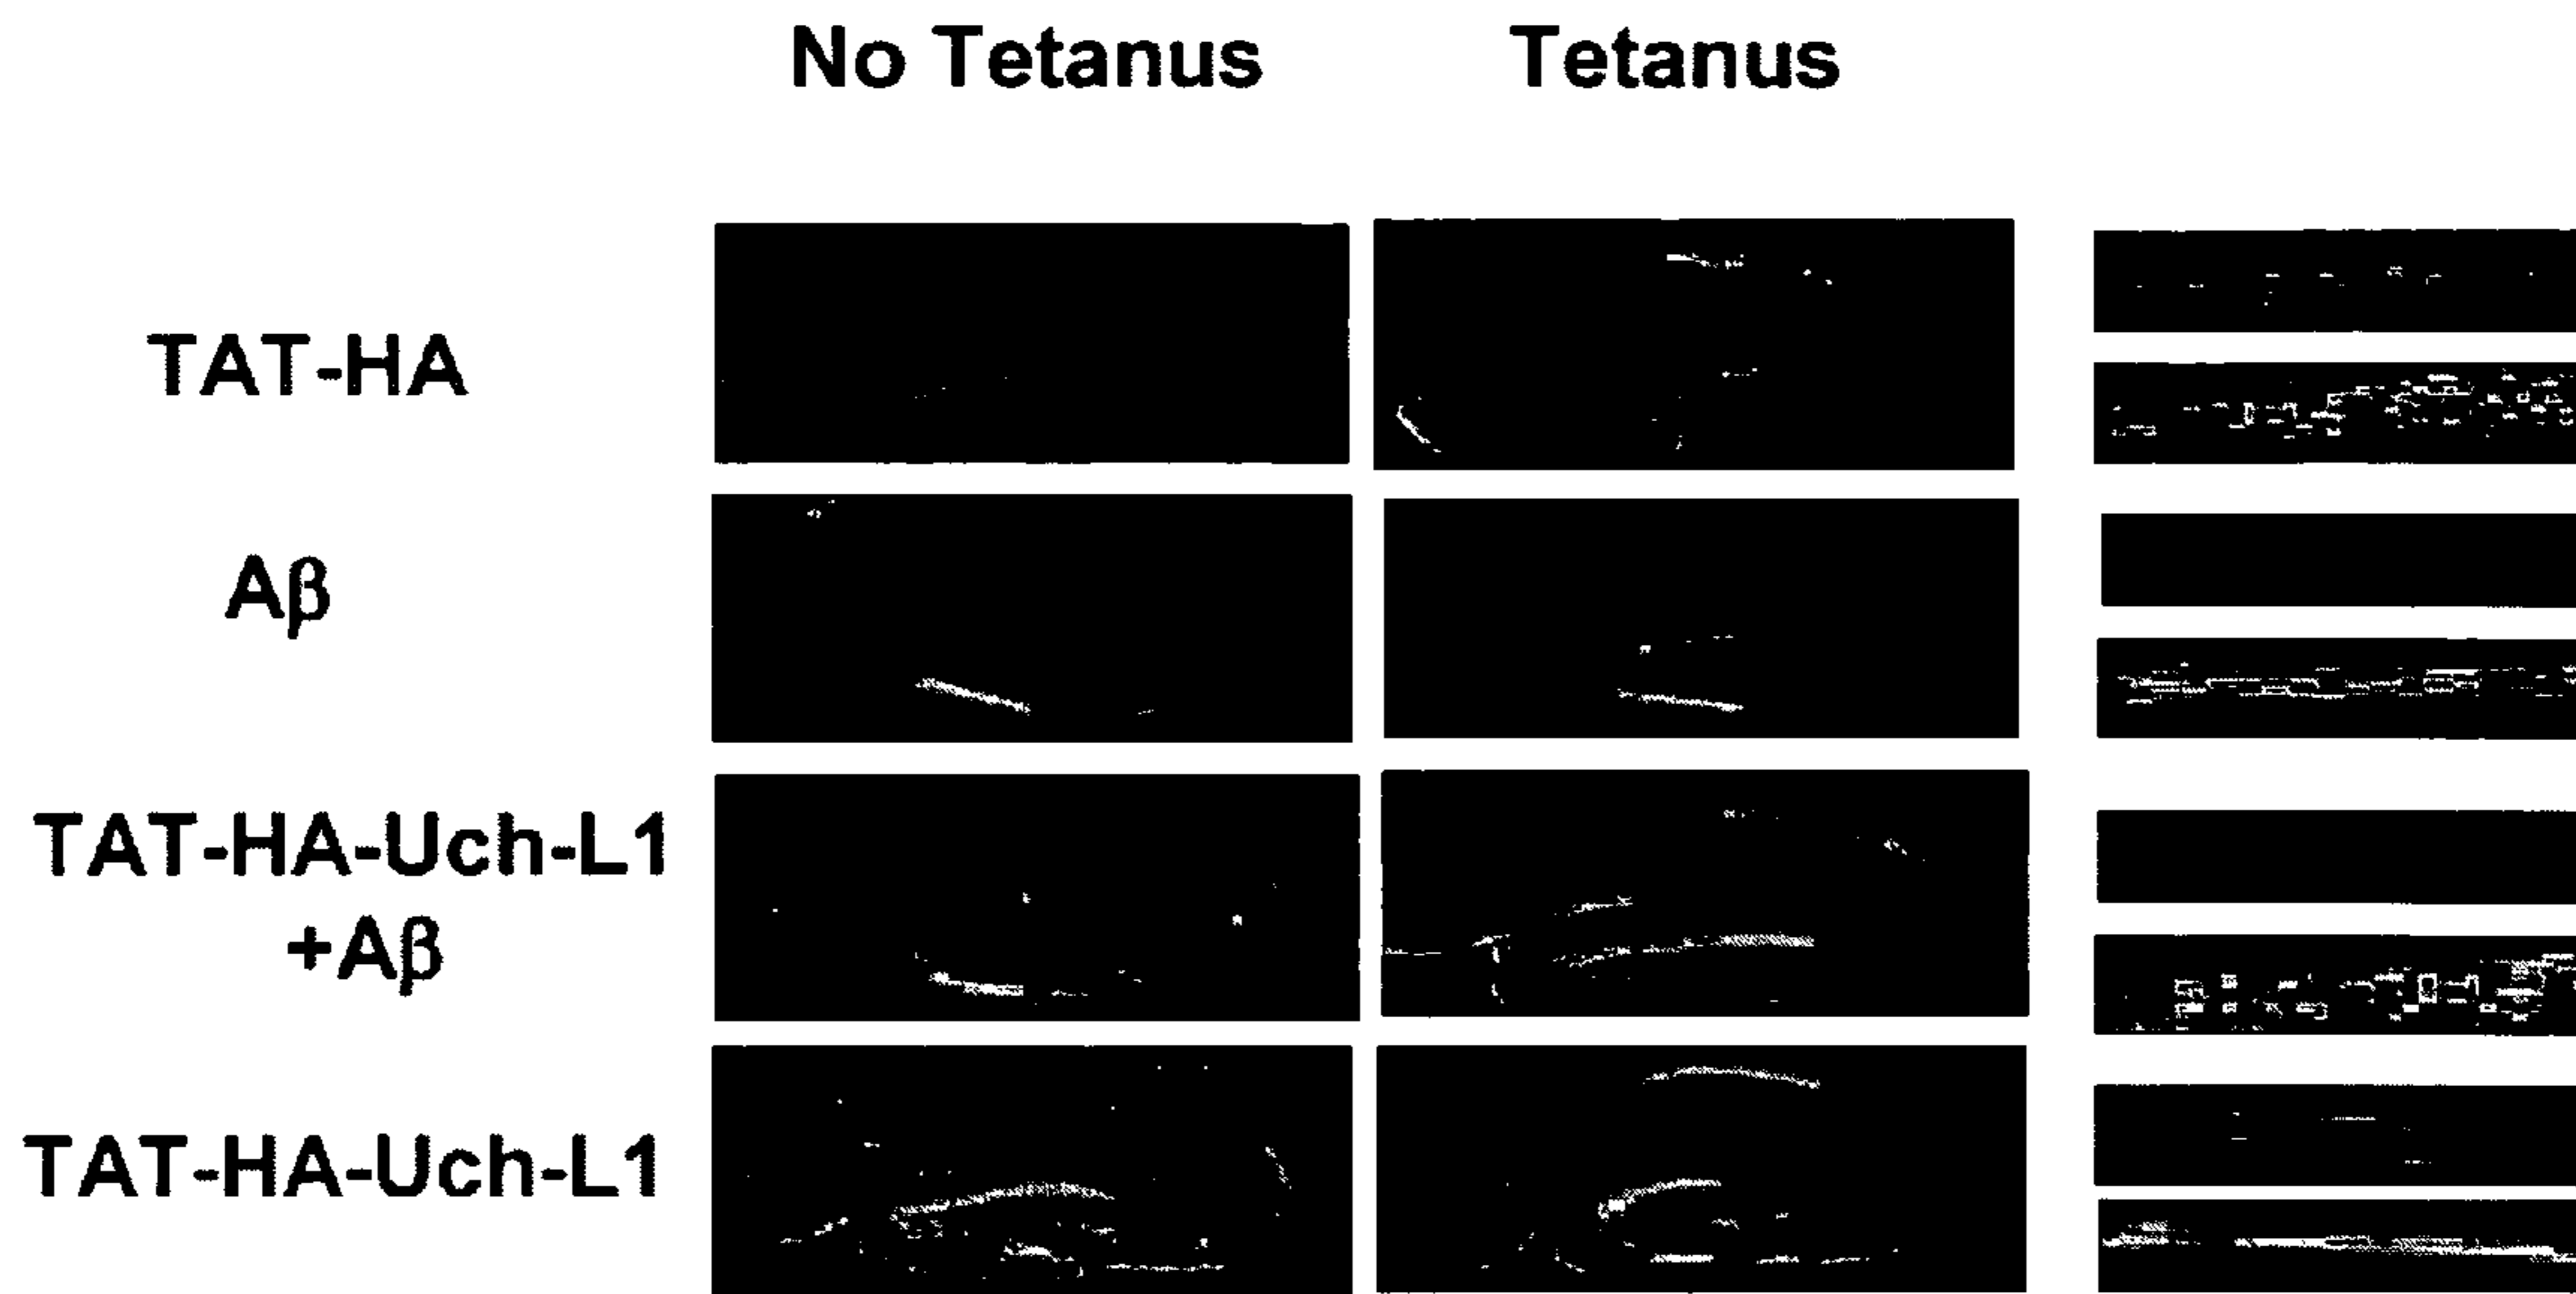 No Tetanus
Tetanus
TAT-HA
Aβ
TAT-HA-Uch-L1
+Aβ
TAT-HA-Uch-L1